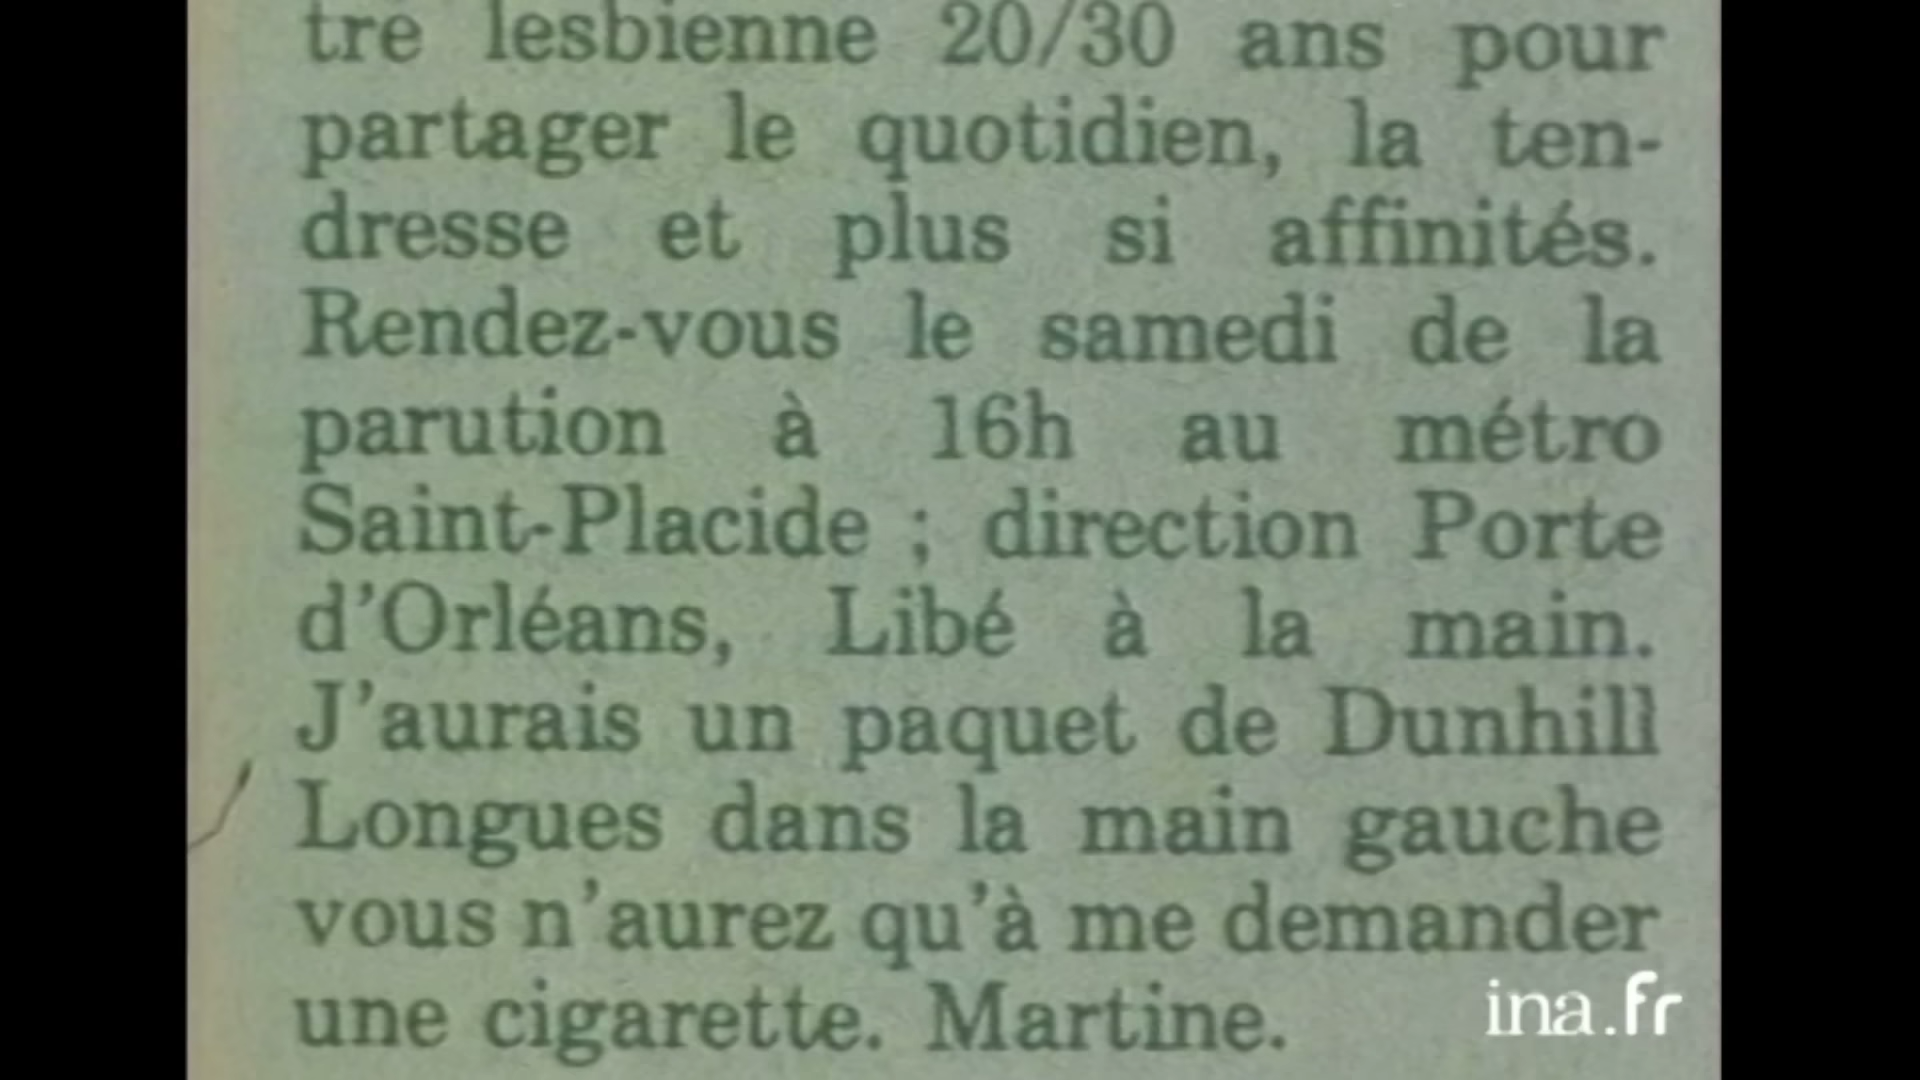 tre lesbienne 20/30 ans pour
partager le quotidien, la ten-
dresse et plus si affinités.
Rendez-vous le samedi de la
parution à 16h au métro
Saint-Placide ; direction Porte
d'Orléans, Libé à la main.
J'aurais un paquet de Dunhill
Longues dans la main gauche
vous n'aurez qu'à me demander
une cigarette. Martine.
ina.fr